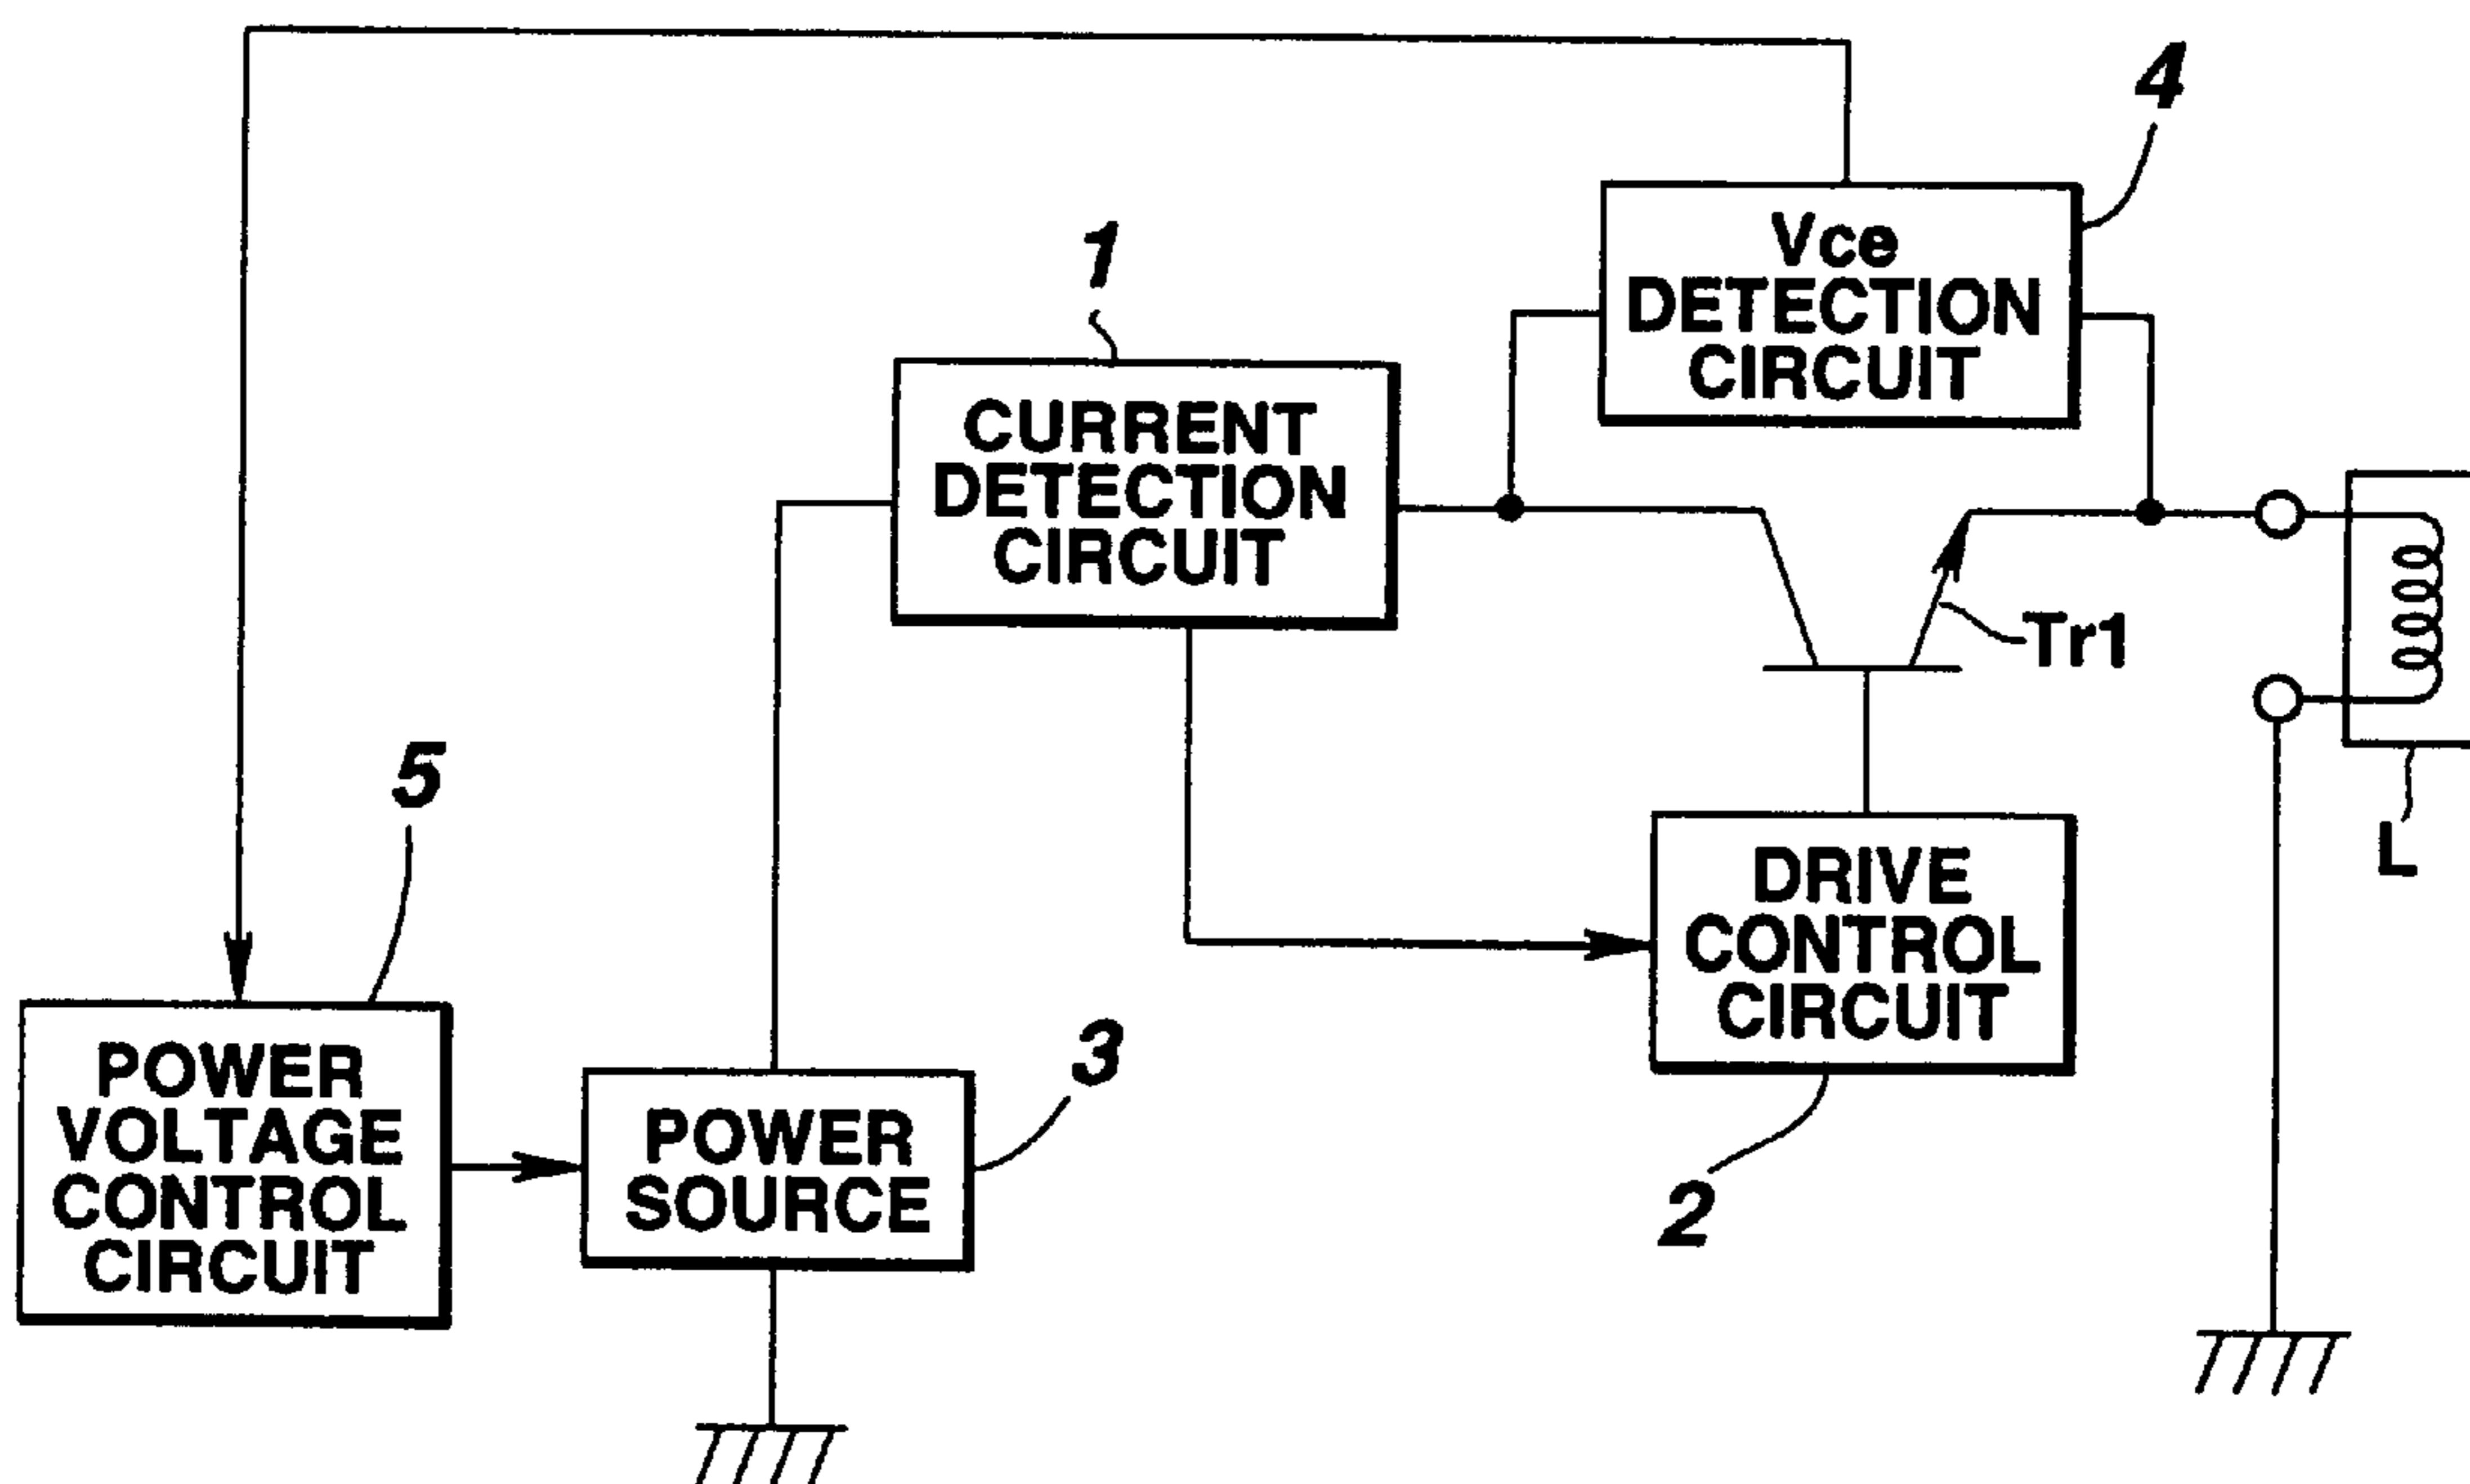 4
Vce
DETECTION
CIRCUIT
1
CURRENT
DETECTION
CIRCUIT
Tr1
L
5
DRIVE
CONTROL
CIRCUIT
2
3
POWER
VOLTAGE
CONTROL
CIRCUIT
POWER
SOURCE